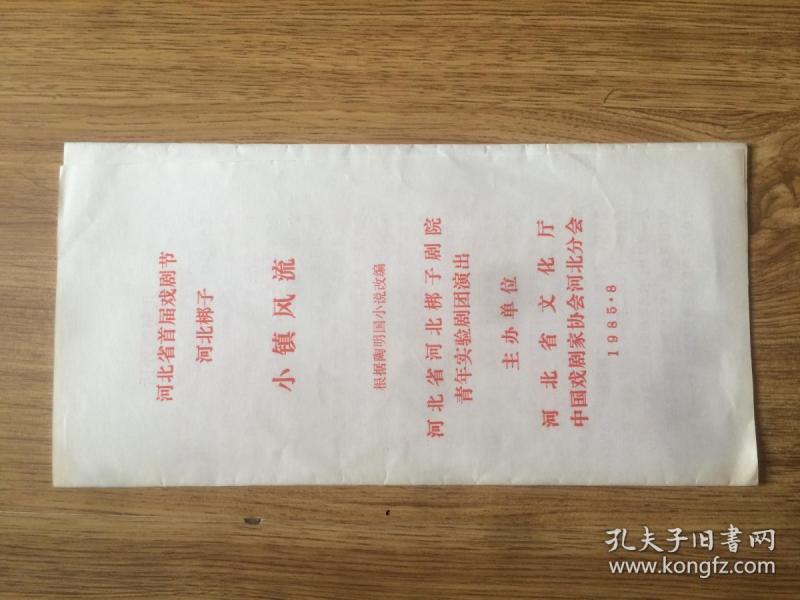 河北省首届戏剧节
河北梆子
小镇风流
根据陶明国小说改编
河北省河北梆子剧院
青年实验剧团演出
主办单位
河北省文化厅
中国戏剧家协会河北分会
1985·8
孔夫子旧书网
www.kongfz.com